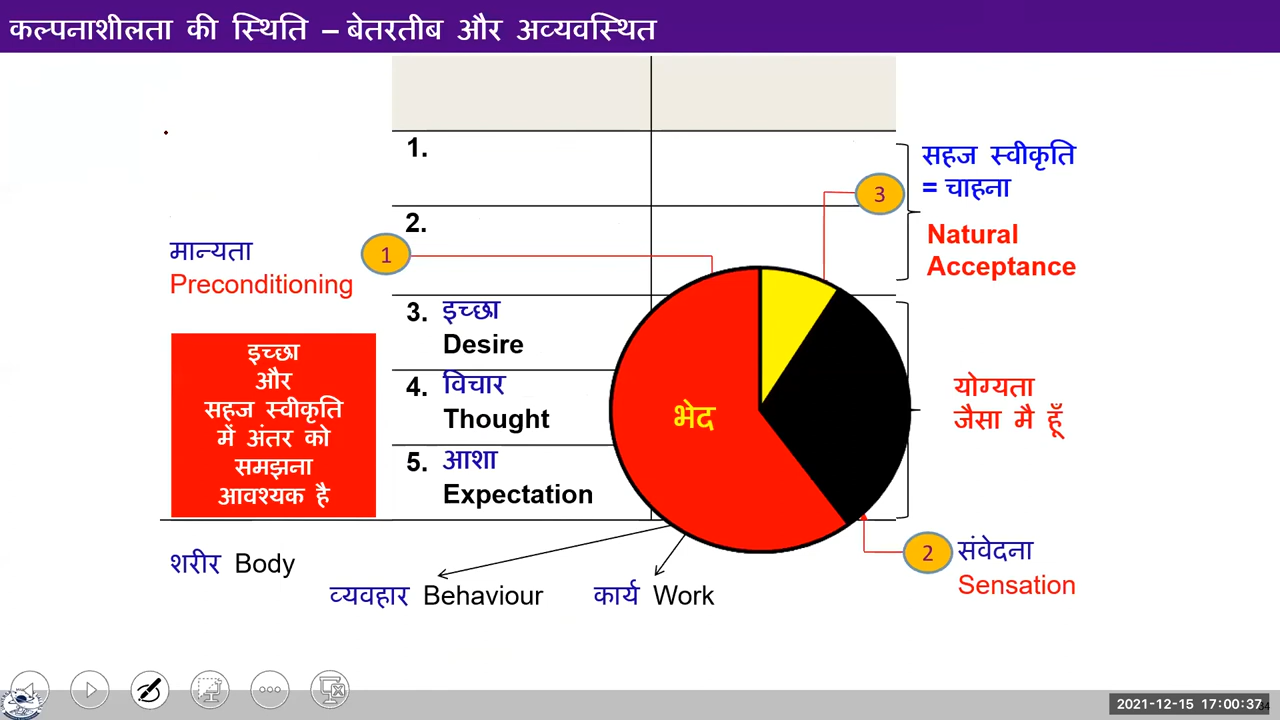 कल्पनाशीलता की स्थिति – बेतरतीब और अव्यवस्थित
1.
सहज स्वीकृति
= चाहना
3
2.
Natural
Acceptance
मान्यता
Preconditioning
1
3. इच्छा
Desire
इच्छा
और
सहज स्वीकृति
में अंतर को
समझना
आवश्यक है
4. विचार
Thought
भेद
योग्यता
जैसा मै हूँ
5. आशा
Expectation
2
संवेदना
Sensation
शरीर Body
व्यवहार Behaviour
कार्य Work
2021-12-15 17:00:37